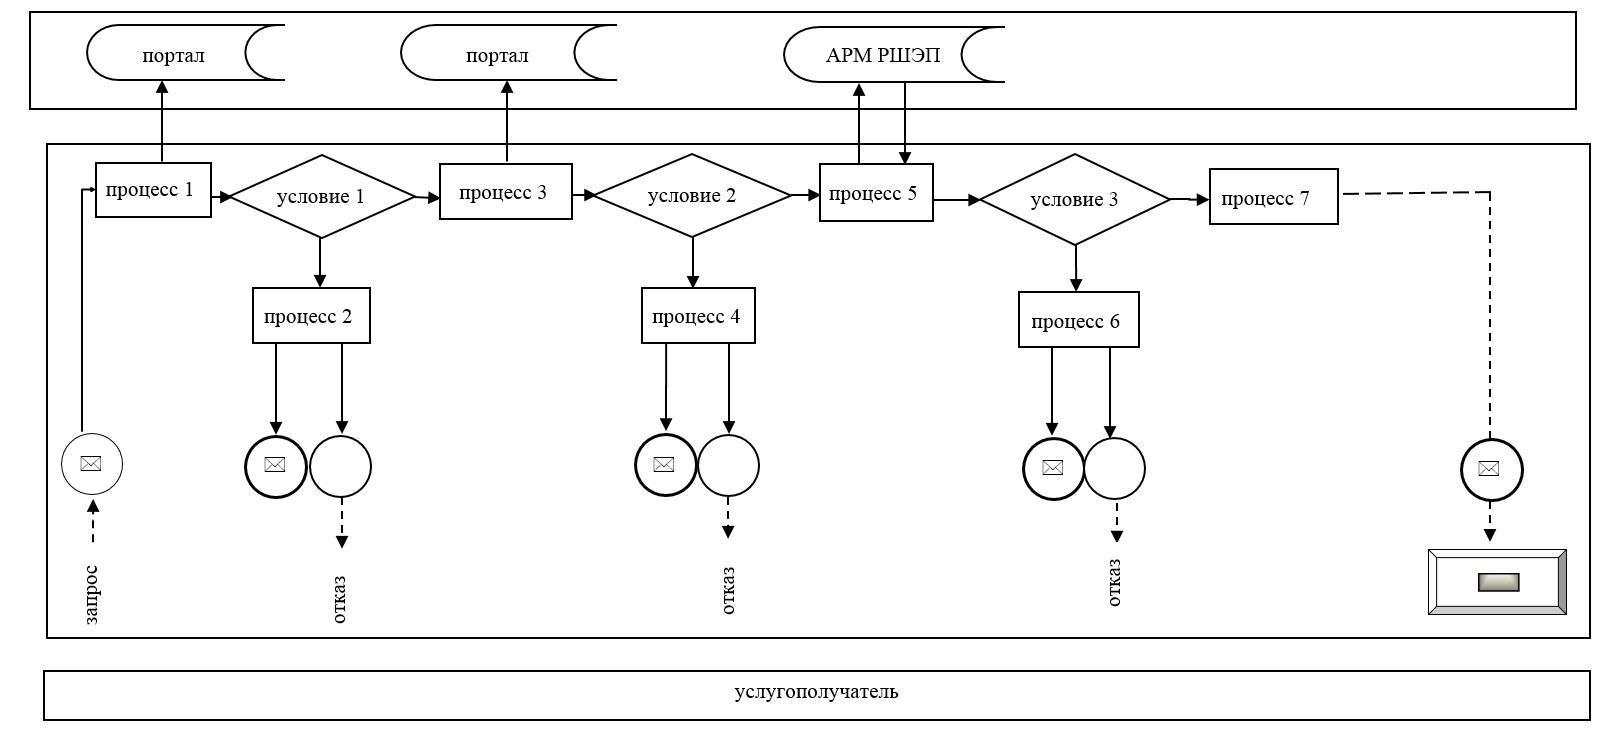 портал
портал
АРМ РШЭП
процесс 1
условие 1
процесс 3
условие 2
процесс 5
условие 3
процесс 7
процесс 2
процесс 4
процесс 6
запрос
отказ
отказ
отказ
услугополучатель